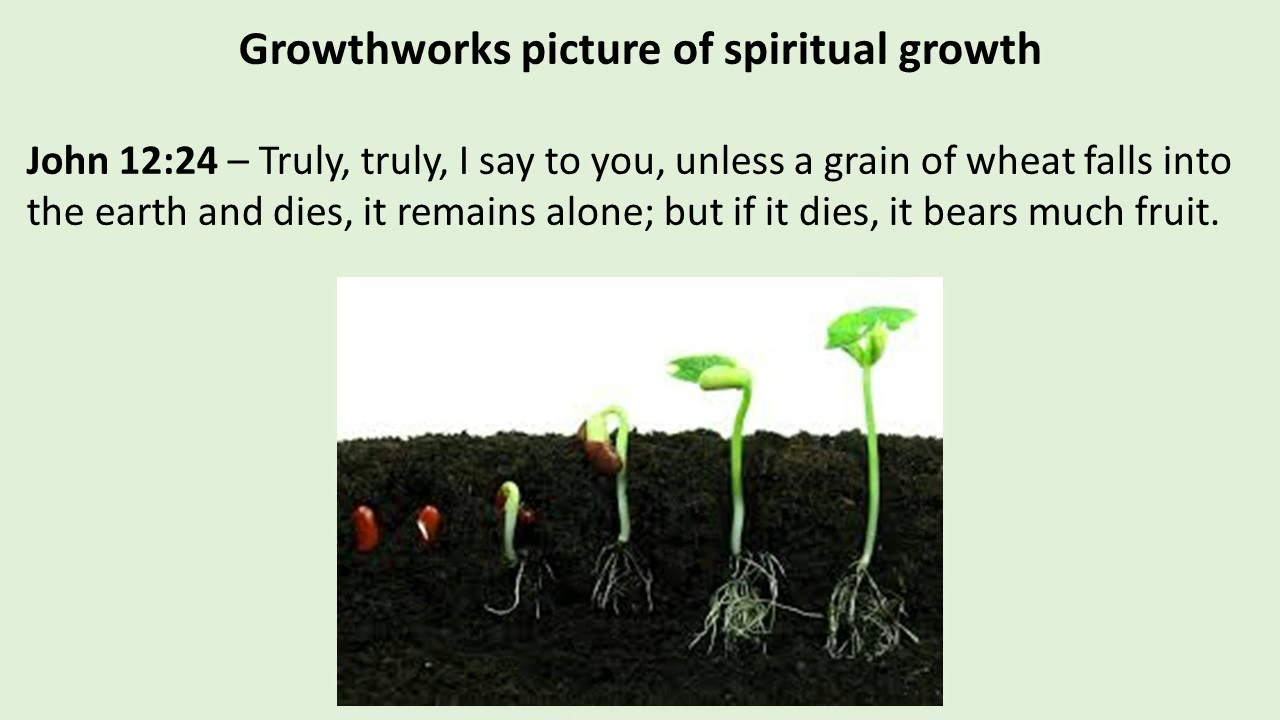 Growthworks picture of spiritual growth
John 12:24 – Truly, truly, I say to you, unless a grain of wheat falls into
the earth and dies, it remains alone; but if it dies, it bears much fruit.